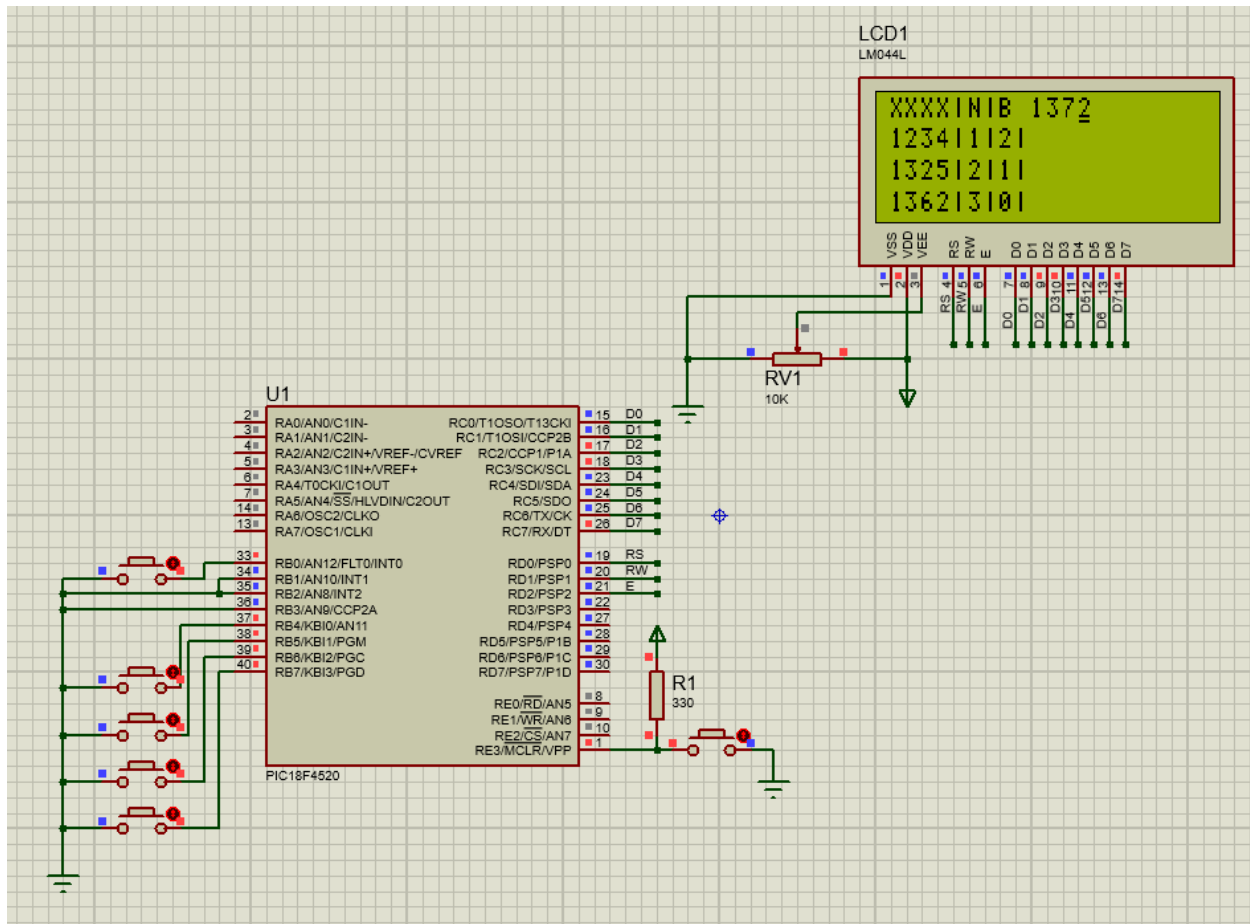 LCD1
LM044L
XXXX|N|B 1372
1234|1|2|
1325|2|1|
1362|3|0|
VSS VDD VEE RS RW E D0 D1 D2 D3 D4 D5 D6 D7
1 2 3 4 5 6 7 8 9 10 11 12 13 14
RS RW E D0 D1 D2 D3 D4 D5 D6 D7
RV1
10K
U1
2 RA0/AN0/C1IN- RC0/T1OSO/T13CKI 15 D0
3 RA1/AN1/C2IN- RC1/T1OSI/CCP2B 16 D1
4 RA2/AN2/C2IN+/VREF-/CVREF RC2/CCP1/P1A 17 D2
5 RA3/AN3/C1IN+/VREF+ RC3/SCK/SCL 18 D3
6 RA4/T0CKI/C1OUT RC4/SDI/SDA 23 D4
7 RA5/AN4/SS/HLVDIN/C2OUT RC5/SDO 24 D5
14 RA6/OSC2/CLKO RC6/TX/CK 25 D6
13 RA7/OSC1/CLKI RC7/RX/DT 26 D7
33 RB0/AN12/FLT0/INT0 RD0/PSP0 19 RS
34 RB1/AN10/INT1 RD1/PSP1 20 RW
35 RB2/AN8/INT2 RD2/PSP2 21 E
36 RB3/AN9/CCP2A RD3/PSP3 22
37 RB4/KBI0/AN11 RD4/PSP4 27
38 RB5/KBI1/PGM RD5/PSP5/P1B 28
39 RB6/KBI2/PGC RD6/PSP6/P1C 29
40 RB7/KBI3/PGD RD7/PSP7/P1D 30
RE0/RD/AN5 8
RE1/WR/AN6 9
RE2/CS/AN7 10
RE3/MCLR/VPP 1
R1
330
PIC18F4520